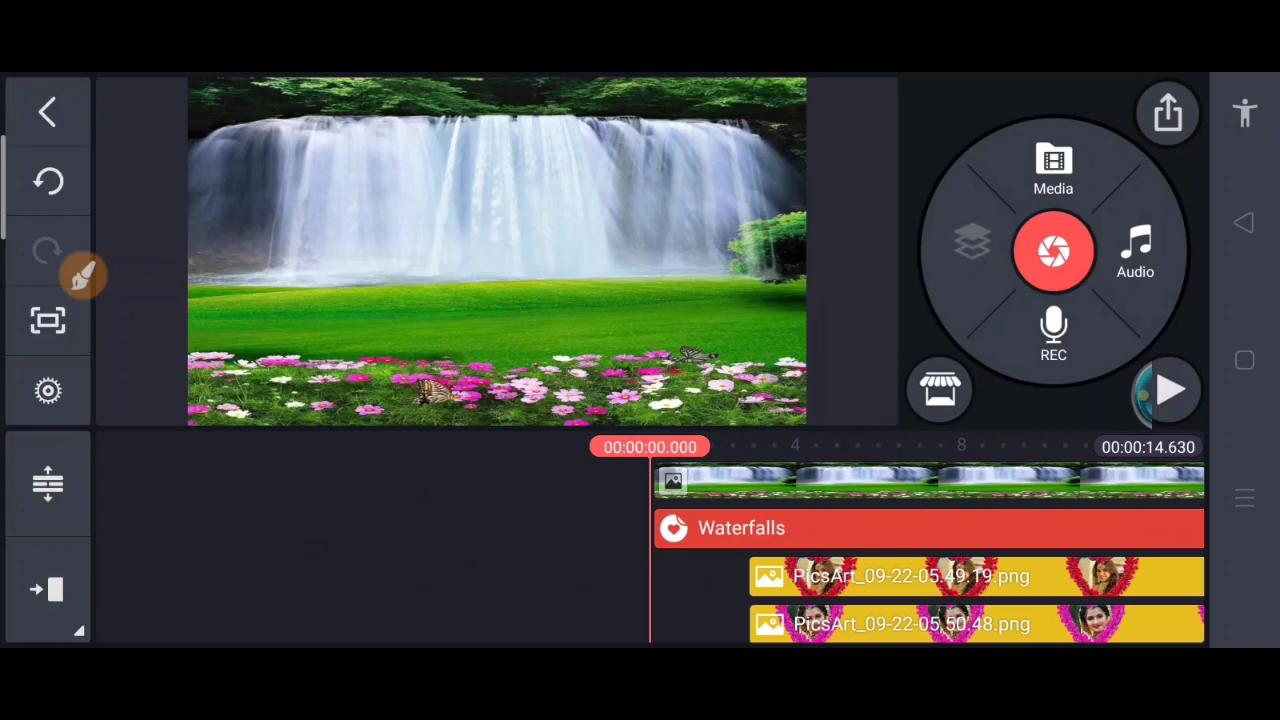 Media
Audio
REC
00:00:00.000
4
8
00:00:14.630
Waterfalls
PicsArt_09-22-05.49.19.png
PicsArt_09-22-05.50.48.png